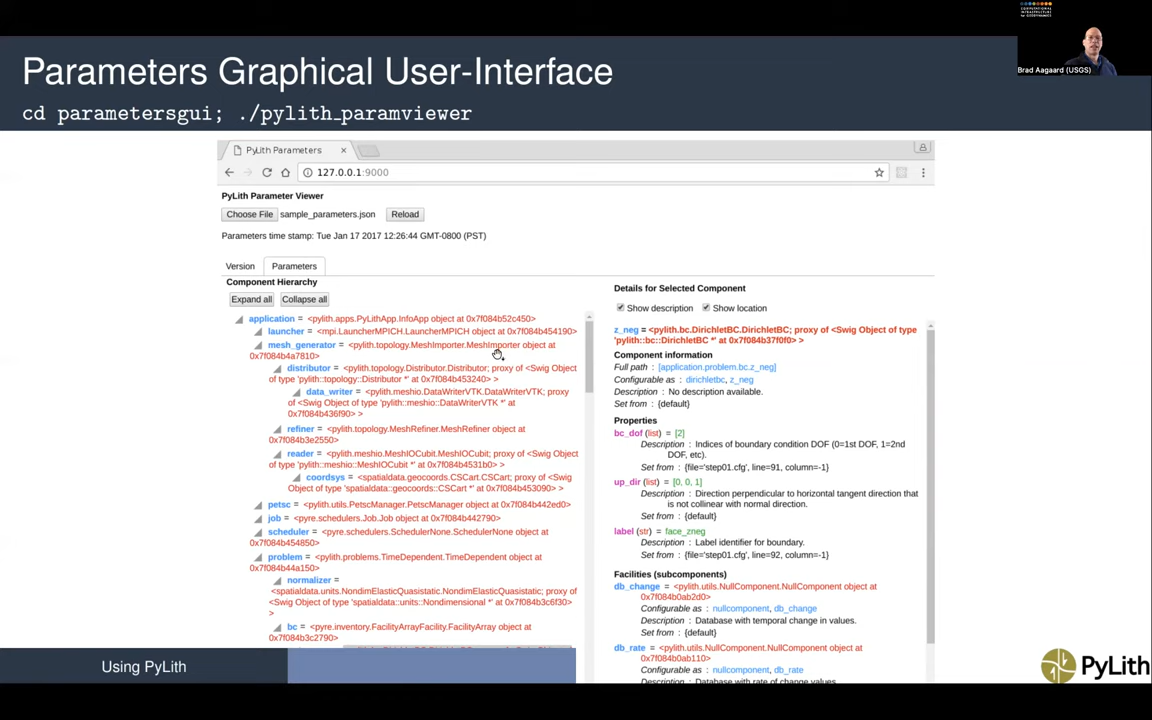 COMPUTATIONAL
INFRASTRUCTURE
for GEODYNAMICS
Brad Aagaard (USGS)
Parameters Graphical User-Interface
cd parametersgui; ./pylith_paramviewer
PyLith Parameters
127.0.0.1:9000
PyLith Parameter Viewer
Choose File sample_parameters.json Reload
Parameters time stamp: Tue Jan 17 2017 12:26:44 GMT-0800 (PST)
Version Parameters
Component Hierarchy
Expand all Collapse all
application = <pylith.apps.PyLithApp.InfoApp object at 0x7f084b52c450>
launcher = <mpi.LauncherMPICH.LauncherMPICH object at 0x7f084b454190>
mesh_generator = <pylith.topology.MeshImporter.MeshImporter object at
0x7f084b4a7810>
distributor = <pylith.topology.Distributor.Distributor; proxy of <Swig Object
of type 'pylith::topology::Distributor *' at 0x7f084b453240> >
data_writer = <pylith.meshio.DataWriterVTK.DataWriterVTK; proxy
of <Swig Object of type 'pylith::meshio::DataWriterVTK *' at
0x7f084b436f90> >
refiner = <pylith.topology.MeshRefiner.MeshRefiner object at
0x7f084b3e2550>
reader = <pylith.meshio.MeshIOCubit.MeshIOCubit; proxy of <Swig Object of
type 'pylith::meshio::MeshIOCubit *' at 0x7f084b4531b0> >
coordsys = <spatialdata.geocoords.CSCart.CSCart; proxy of <Swig
Object of type 'spatialdata::geocoords::CSCart *' at 0x7f084b453090> >
petsc = <pylith.utils.PetscManager.PetscManager object at 0x7f084b442ed0>
job = <pyre.schedulers.Job.Job object at 0x7f084b442790>
scheduler = <pyre.schedulers.SchedulerNone.SchedulerNone object at
0x7f084b454850>
problem = <pylith.problems.TimeDependent.TimeDependent object at
0x7f084b44a150>
normalizer =
<spatialdata.units.NondimElasticQuasistatic.NondimElasticQuasistatic; proxy of
<Swig Object of type 'spatialdata::units::Nondimensional *' at 0x7f084b3c6f30>
>
bc = <pyre.inventory.FacilityArrayFacility.FacilityArray object at
0x7f084b3c2790>
Details for Selected Component
Show description Show location
z_neg = <pylith.bc.DirichletBC.DirichletBC; proxy of <Swig Object of type
'pylith::bc::DirichletBC *' at 0x7f084b37f0f0> >
Component information
Full path : [application.problem.bc.z_neg]
Configurable as : dirichletbc, z_neg
Description : No description available.
Set from : {default}
Properties
bc_dof (list) = [2]
Description : Indices of boundary condition DOF (0=1st DOF, 1=2nd
DOF, etc).
Set from : {file='step01.cfg', line=91, column=-1}
up_dir (list) = [0, 0, 1]
Description : Direction perpendicular to horizontal tangent direction that
is not collinear with normal direction.
Set from : {default}
label (str) = face_zneg
Description : Label identifier for boundary.
Set from : {file='step01.cfg', line=92, column=-1}
Facilities (subcomponents)
db_change = <pylith.utils.NullComponent.NullComponent object at
0x7f084b0ab2d0>
Configurable as : nullcomponent, db_change
Description : Database with temporal change in values.
Set from : {default}
db_rate = <pylith.utils.NullComponent.NullComponent object at
0x7f084b0ab110>
Configurable as : nullcomponent, db_rate
Description : Database with rate of change values.
Using PyLith
PyLith